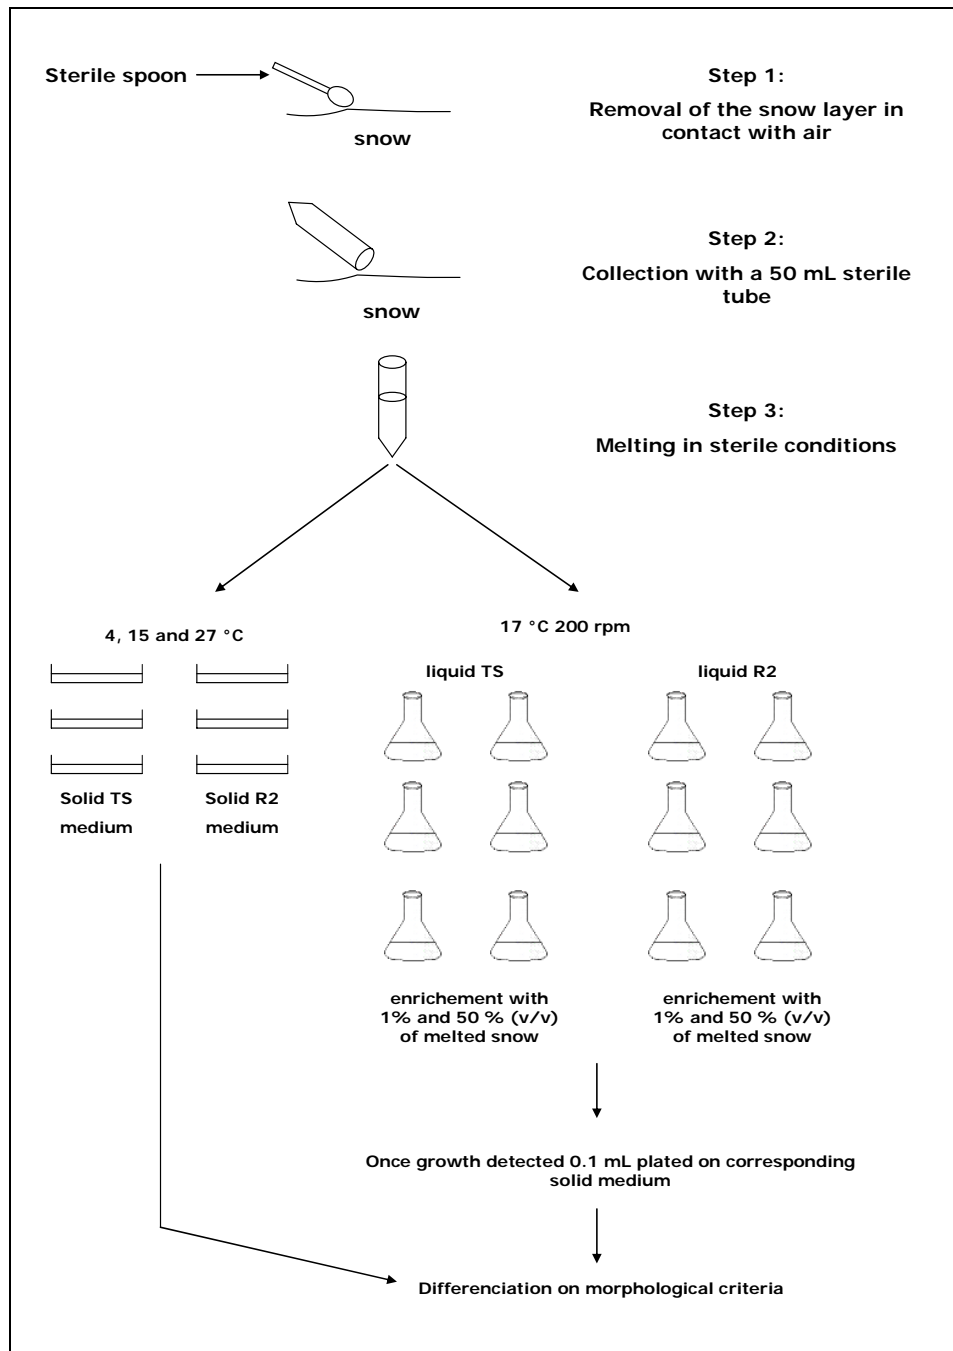 Sterile spoon
snow
Step 1:
Removal of the snow layer in
contact with air
snow
Step 2:
Collection with a 50 mL sterile
tube
Step 3:
Melting in sterile conditions
4, 15 and 27 °C
Solid TS
medium
Solid R2
medium
17 °C 200 rpm
liquid TS
liquid R2
enrichement with
1% and 50 % (v/v)
of melted snow
enrichement with
1% and 50 % (v/v)
of melted snow
Once growth detected 0.1 mL plated on corresponding
solid medium
Differenciation on morphological criteria